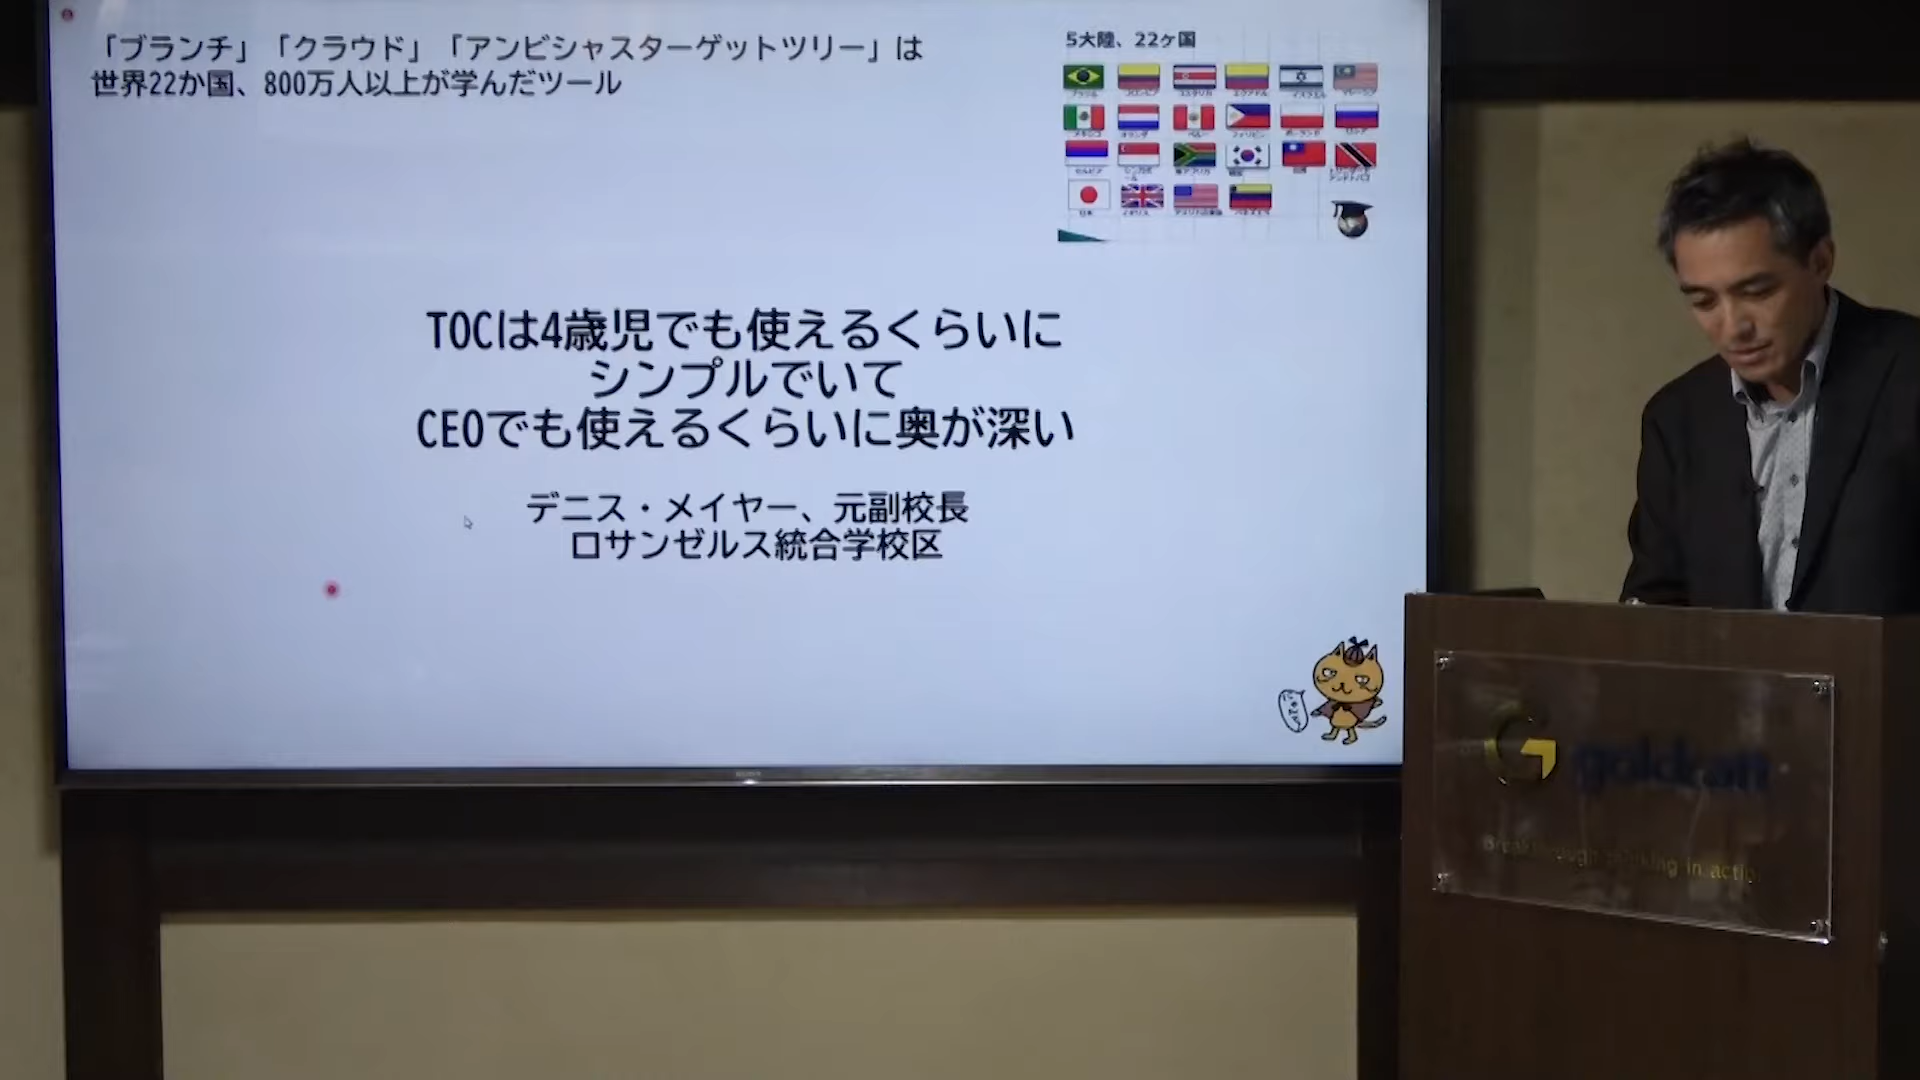 「ブランチ」「クラウド」「アンビシャスターゲットツリー」は
世界22か国、800万人以上が学んだツール
5大陸、22ヶ国
TOCは4歳児でも使えるくらいに
シンプルでいて
CEOでも使えるくらいに奥が深い
デニス・メイヤー、元副校長
ロサンゼルス統合学校区
goldratt
Breakthrough thinking in action